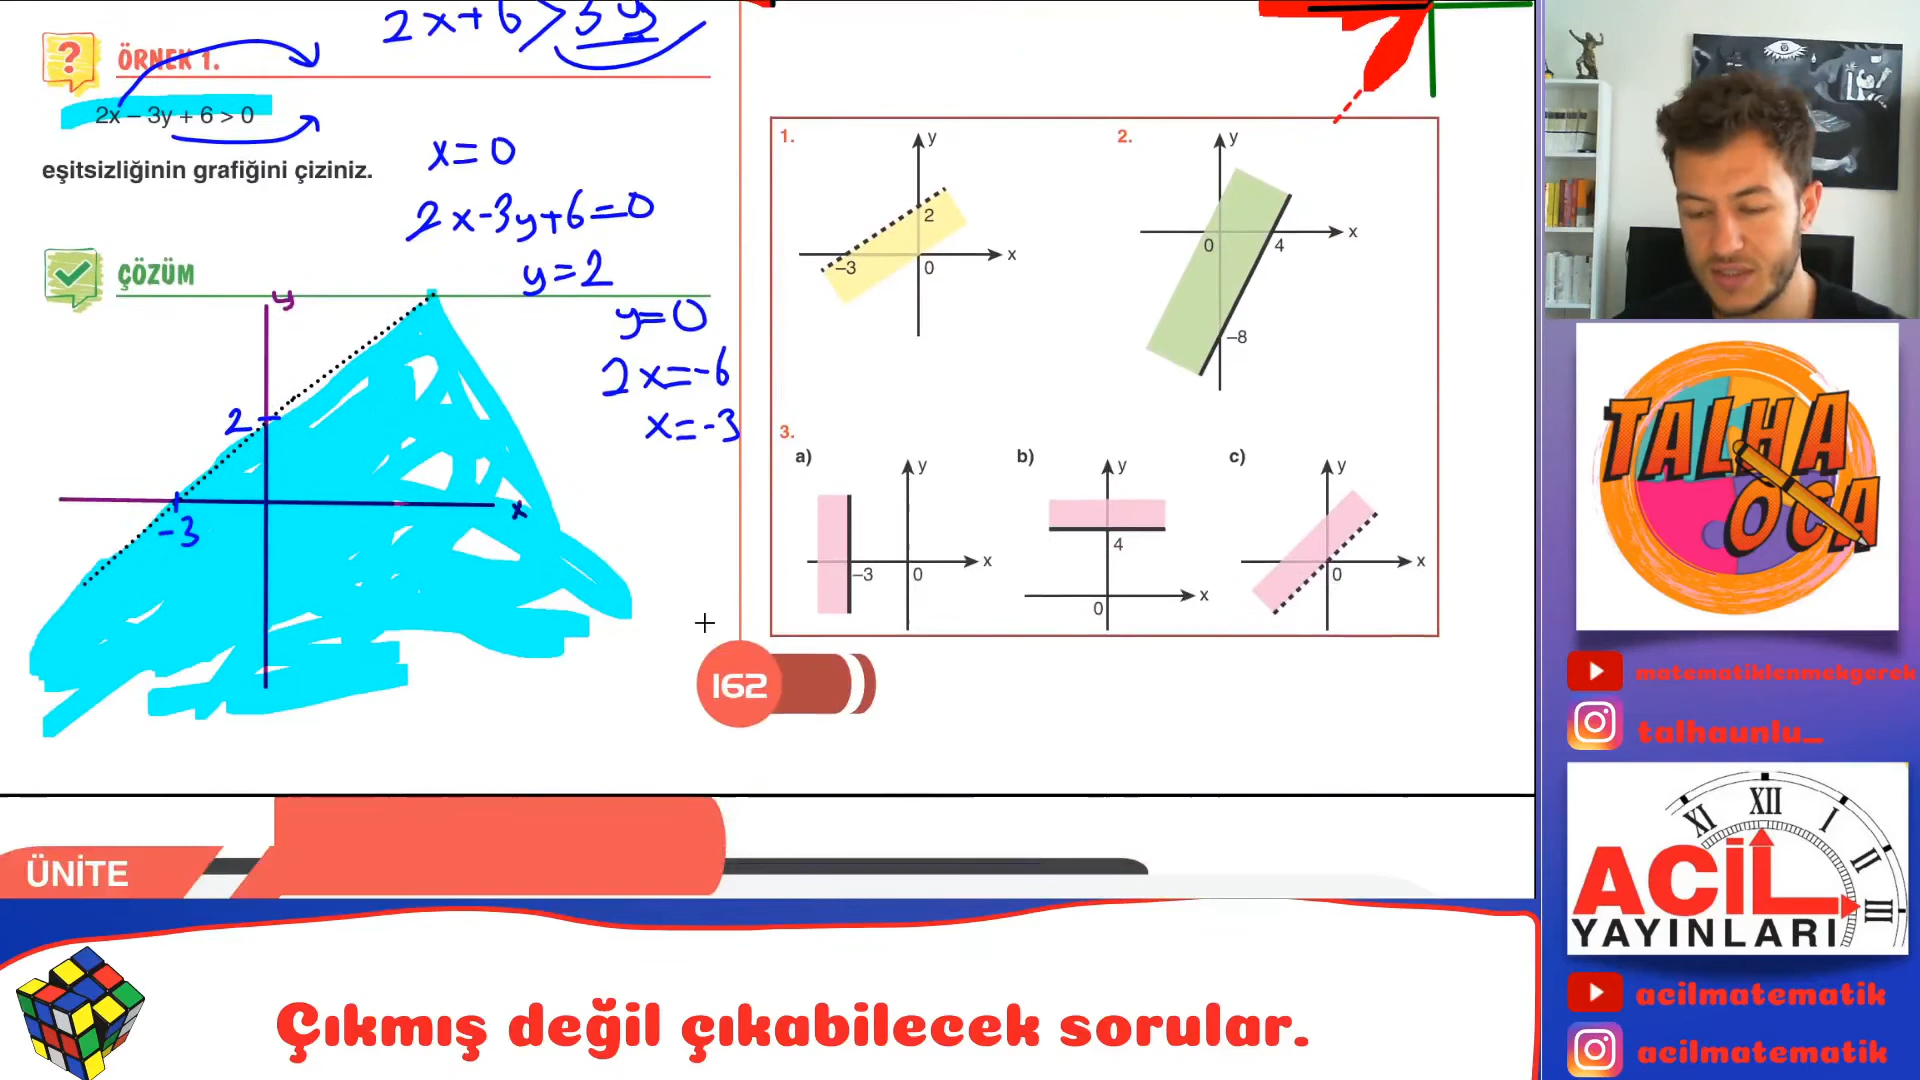 2x+6>3y
ÖRNEK 1.
2x – 3y + 6 > 0
eşitsizliğinin grafiğini çiziniz.
x=0
2x-3y+6=0
y=2
y=0
2x=-6
x=-3
ÇÖZÜM
y
2
-3
x
1.
y
2
x
–3
0
2.
y
x
0
4
–8
3.
a)
y
x
–3
0
b)
y
4
x
0
c)
y
x
0
162
ÜNİTE
Çıkmış değil çıkabilecek sorular.
TALHA
OCA
matematiklenmekgerek
talhaunlu_
XI XII I II III
ACİL
YAYINLARI
acilmatematik
acilmatematik